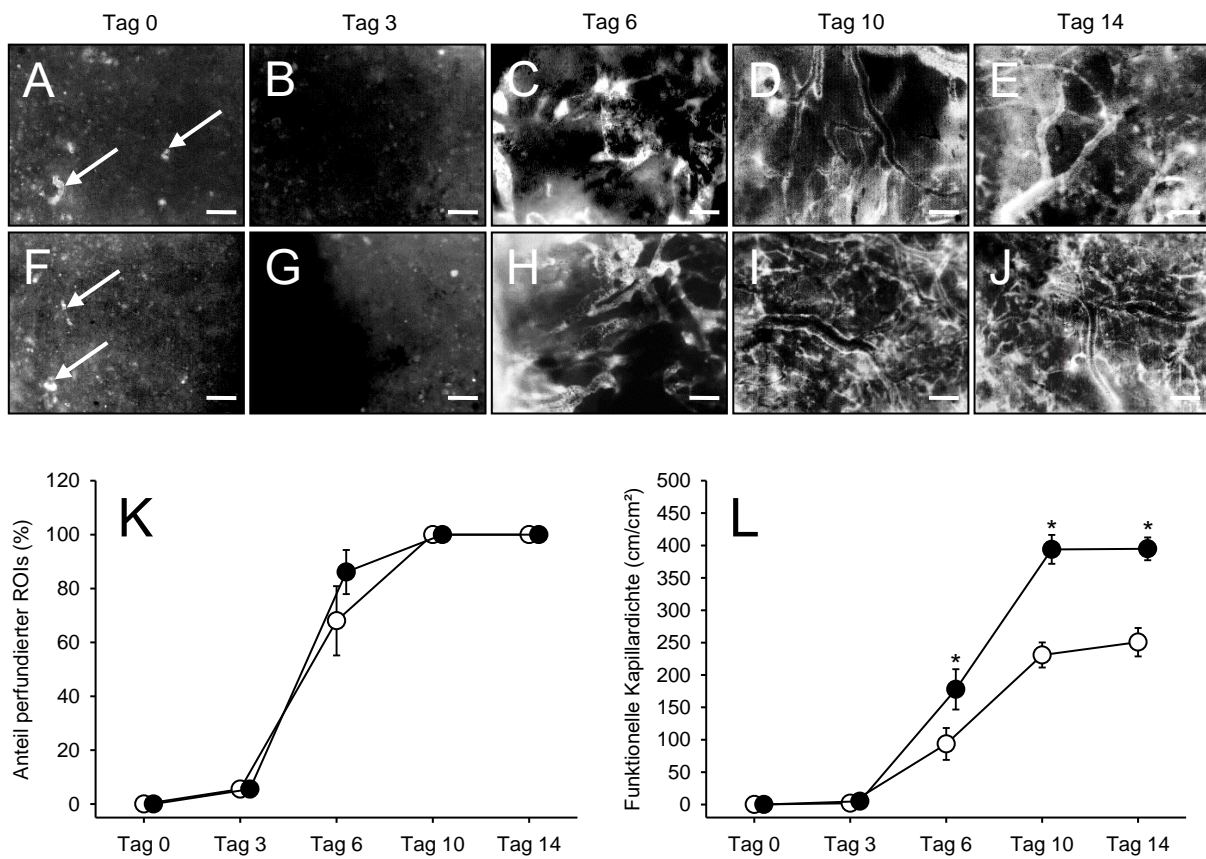 Tag 0 Tag 3 Tag 6 Tag 10 Tag 14
A B C D E
F G H I J
K
Anteil perfundierter ROIs (%)
120
100
80
60
40
20
0
Tag 0 Tag 3 Tag 6 Tag 10 Tag 14
L
Funktionelle Kapillardichte (cm/cm²)
500
450
400
350
300
250
200
150
100
50
0
* * *
Tag 0 Tag 3 Tag 6 Tag 10 Tag 14